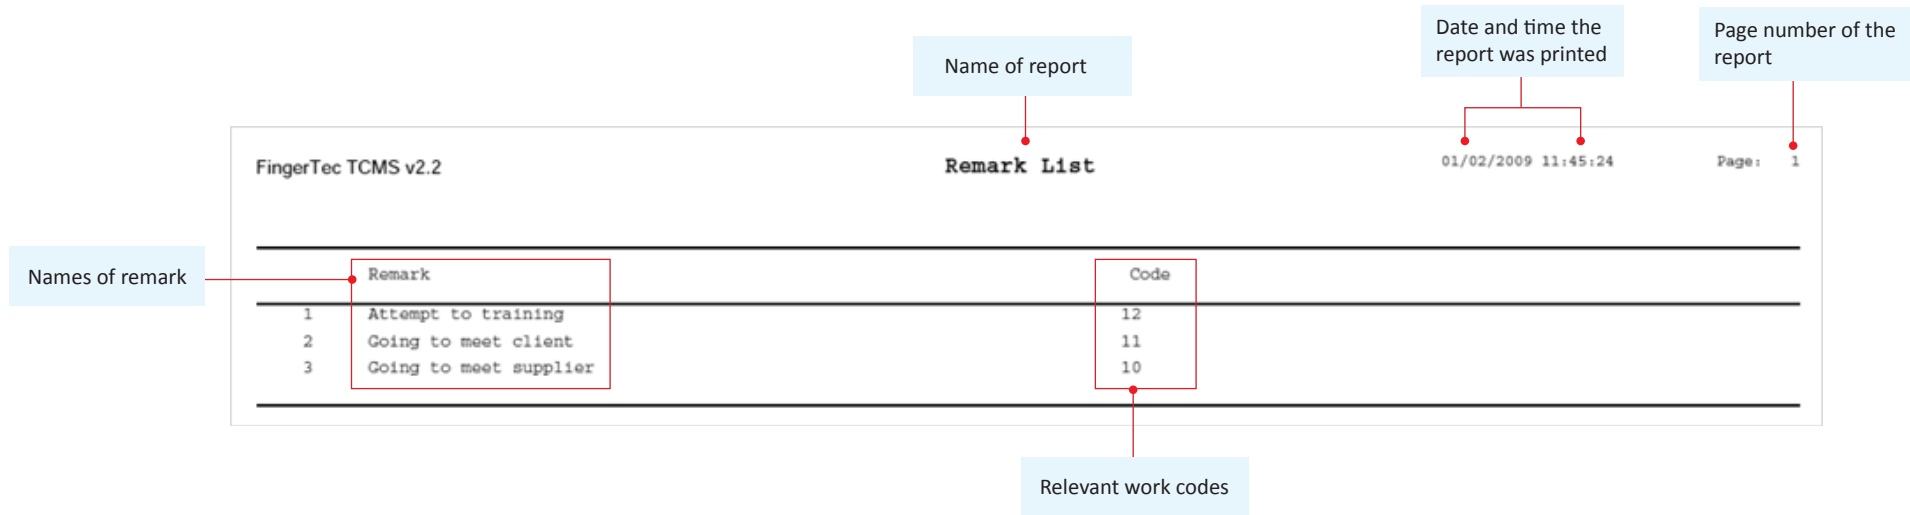 Date and time the
report was printed
Page number of the
report
Name of report
FingerTec TCMS v2.2
Remark List
01/02/2009 11:45:24
Page: 1
Names of remark
Remark Code
1 Attempt to training 12
2 Going to meet client 11
3 Going to meet supplier 10
Relevant work codes